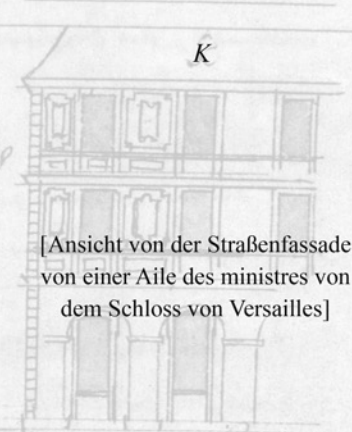 K
[Ansicht von der Straßenfassade
von einer Aile des ministres von
dem Schloss von Versailles]